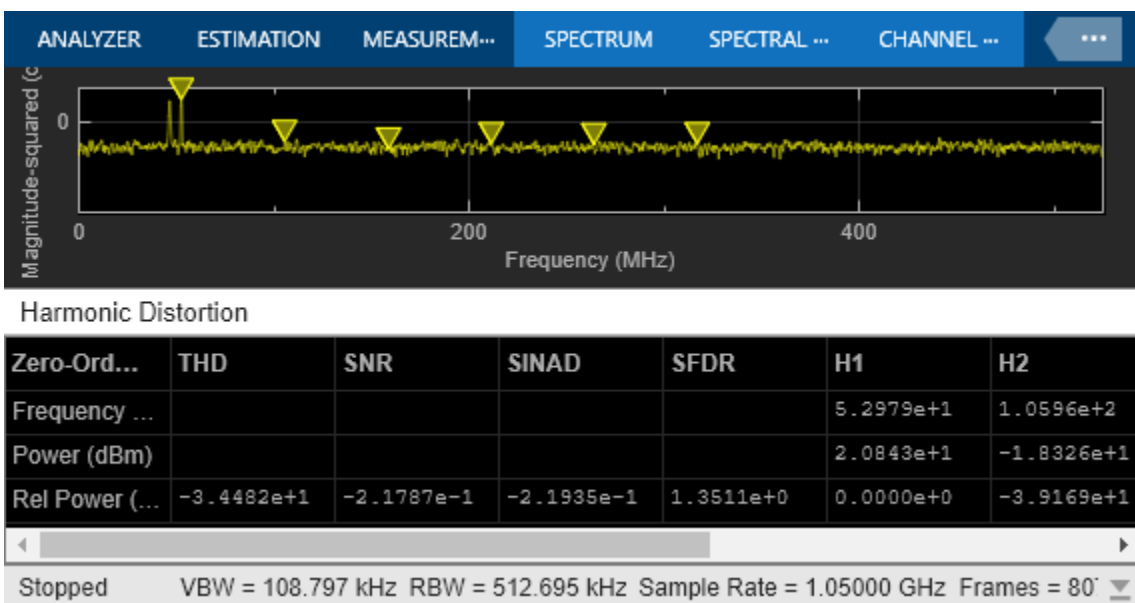 ANALYZER ESTIMATION MEASUREM... SPECTRUM SPECTRAL ... CHANNEL ... ...
Magnitude-squared (c
0
0 200 400
Frequency (MHz)
Harmonic Distortion
Zero-Ord... THD SNR SINAD SFDR H1 H2
Frequency ... 5.2979e+1 1.0596e+2
Power (dBm) 2.0843e+1 -1.8326e+1
Rel Power (... -3.4482e+1 -2.1787e-1 -2.1935e-1 1.3511e+0 0.0000e+0 -3.9169e+1
Stopped VBW = 108.797 kHz RBW = 512.695 kHz Sample Rate = 1.05000 GHz Frames =